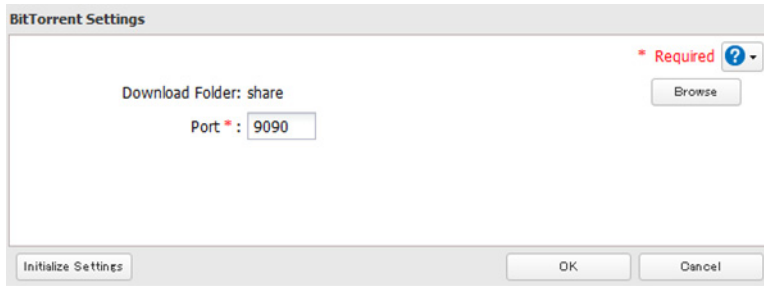 BitTorrent Settings
* Required ?
Download Folder: share
Browse
Port * : 9090
Initialize Settings
OK
Cancel